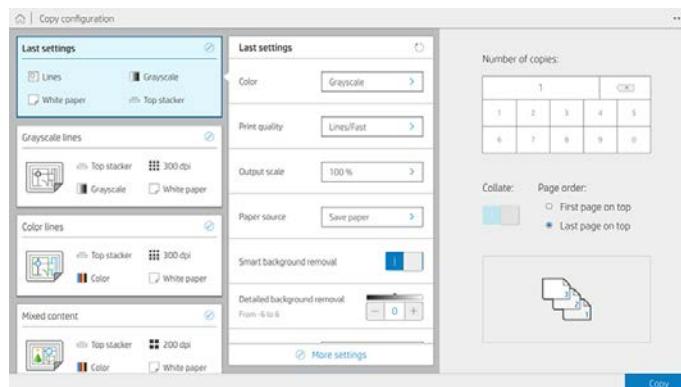 Copy configuration
Last settings
Lines
Grayscale
White paper
Top stacker
Grayscale lines
Top stacker
300 dpi
Grayscale
White paper
Color lines
Top stacker
300 dpi
Color
White paper
Mixed content
Top stacker
200 dpi
Color
White paper
Last settings
Color
Grayscale
Print quality
Lines/Fast
Output scale
100 %
Paper source
Save paper
Smart background removal
Detailed background removal
From -6 to 6
0
More settings
Number of copies:
1
1 2 3 4 5
6 7 8 9 0
Collate:
Page order:
First page on top
Last page on top
3
2
1
Copy